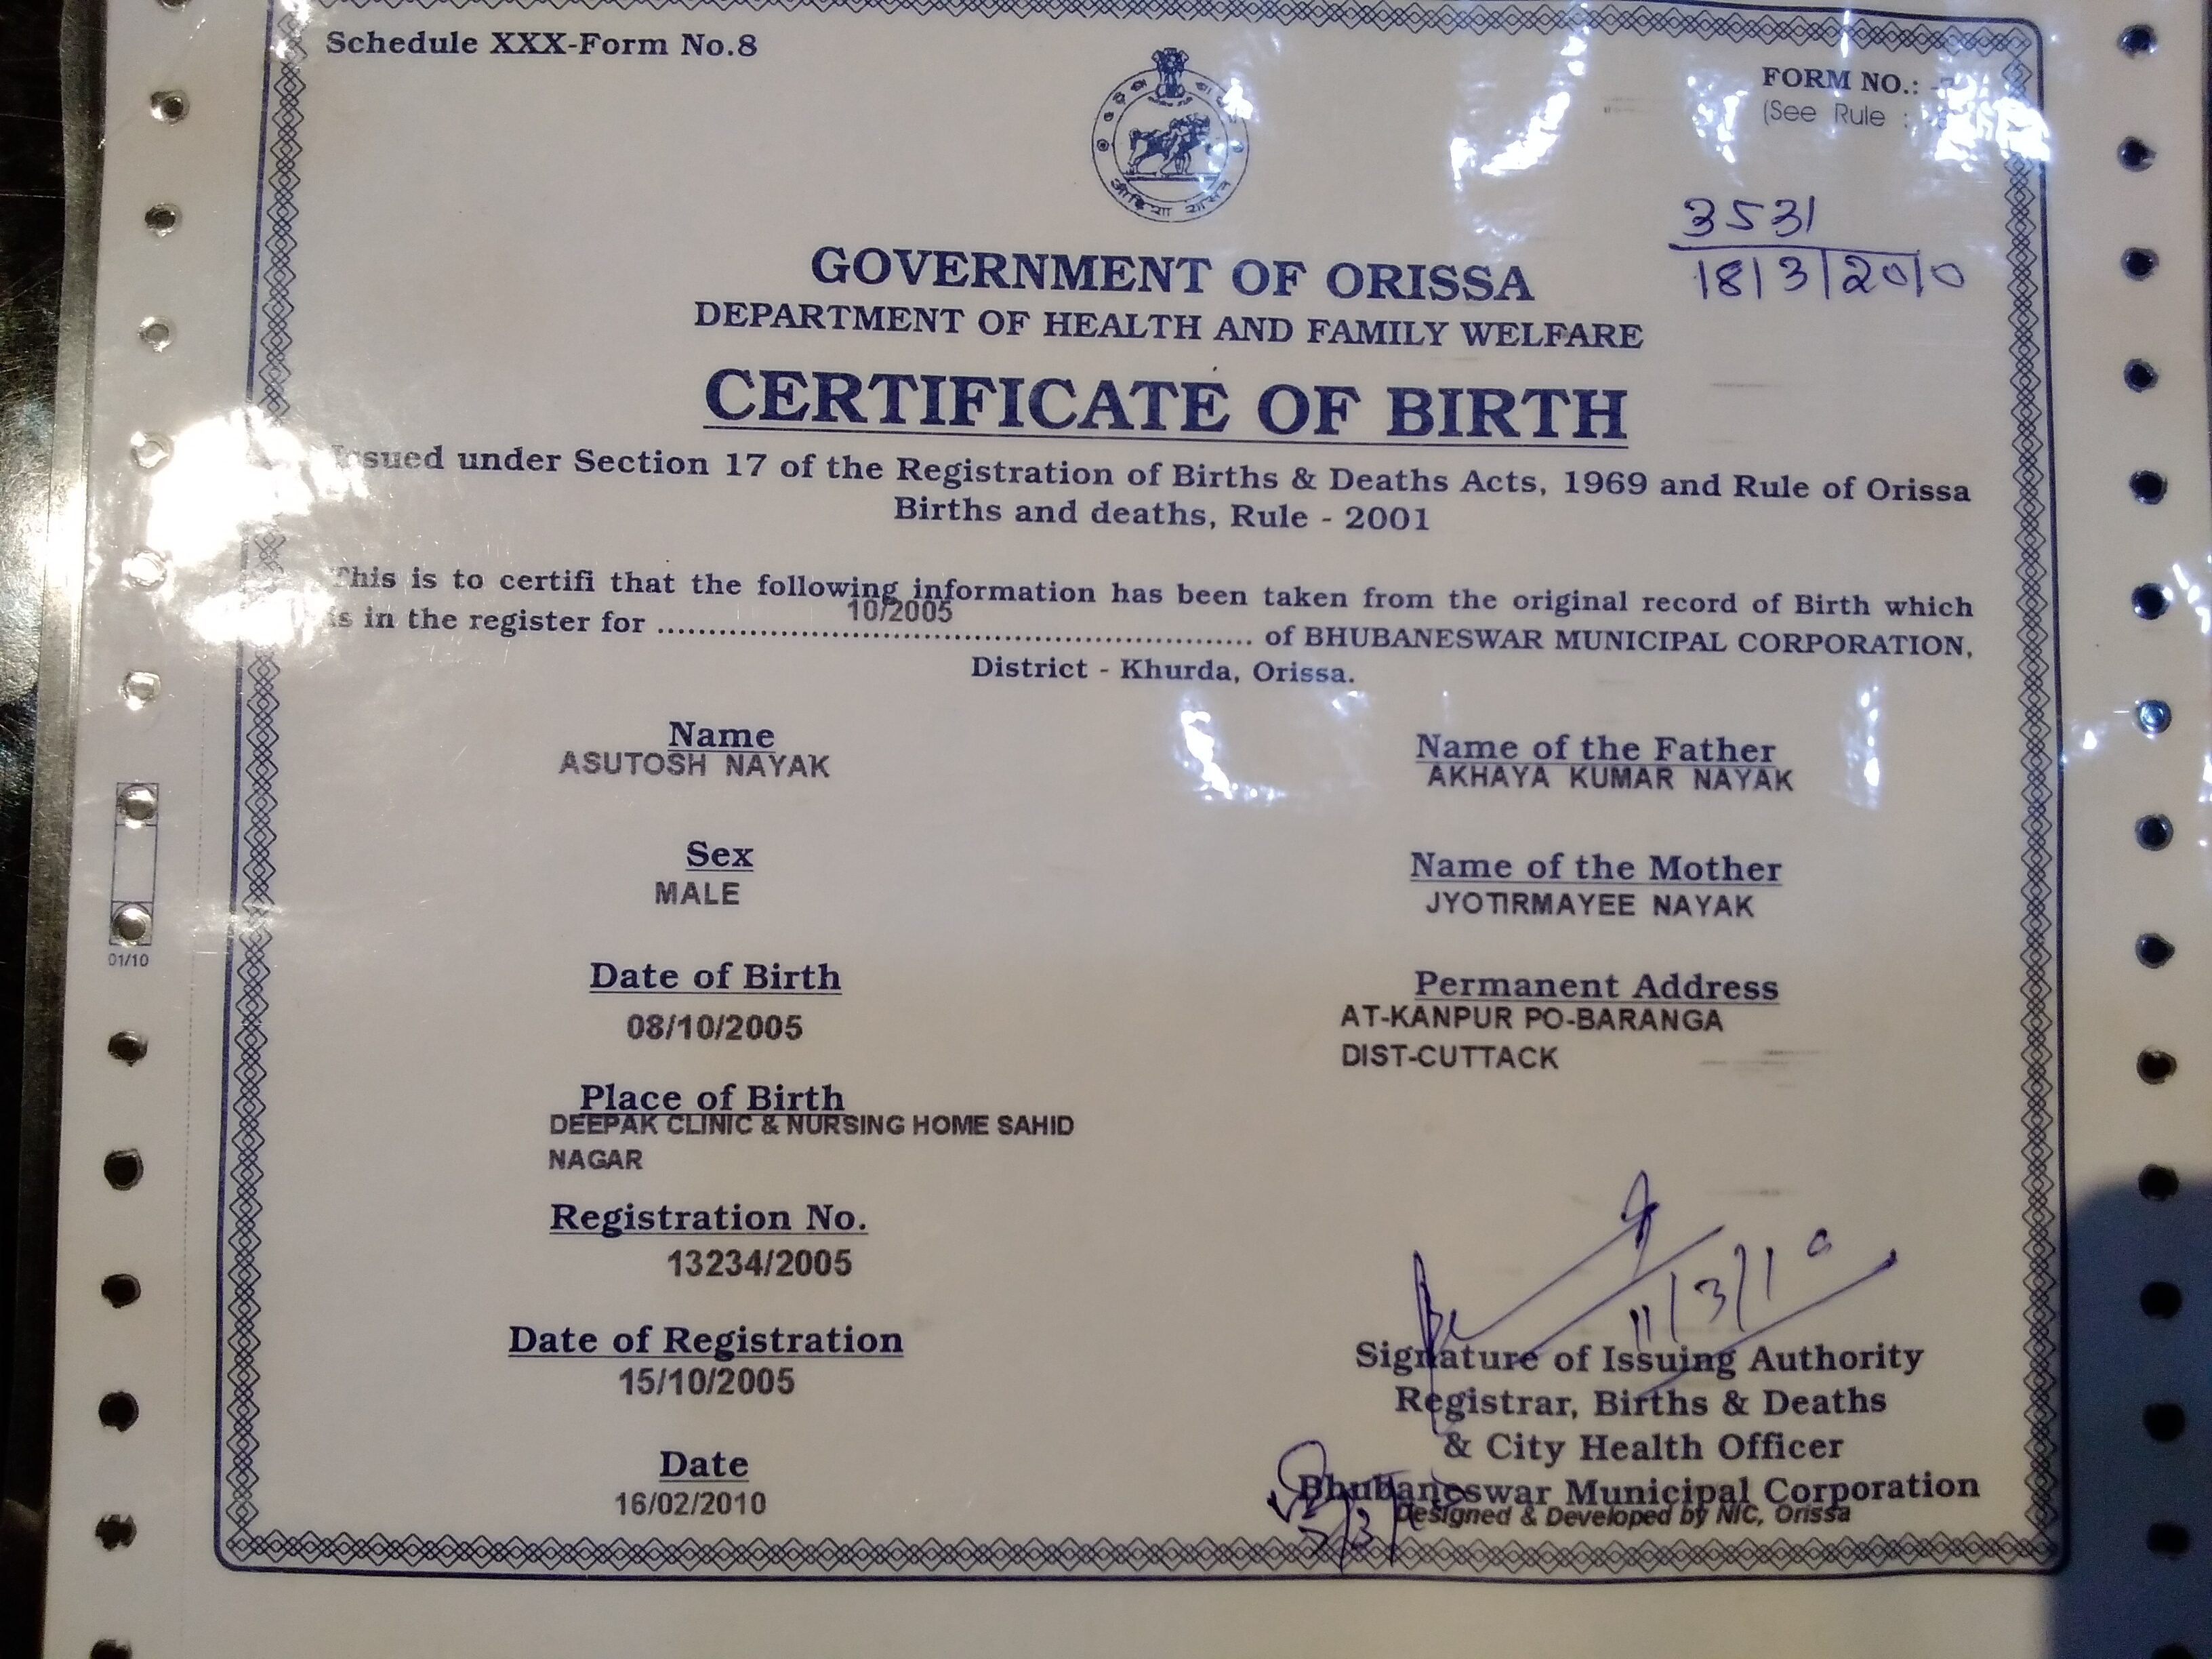 Schedule XXX-Form No.8
FORM NO.:
(See Rule :
3531
18/3/2010
GOVERNMENT OF ORISSA
DEPARTMENT OF HEALTH AND FAMILY WELFARE
CERTIFICATE OF BIRTH
Issued under Section 17 of the Registration of Births & Deaths Acts, 1969 and Rule of Orissa
Births and deaths, Rule - 2001
This is to certifi that the following information has been taken from the original record of Birth which
10/2005
is in the register for .......................................................... of BHUBANESWAR MUNICIPAL CORPORATION,
District - Khurda, Orissa.
Name
ASUTOSH NAYAK
Name of the Father
AKHAYA KUMAR NAYAK
Sex
MALE
Name of the Mother
JYOTIRMAYEE NAYAK
Date of Birth
08/10/2005
Permanent Address
AT-KANPUR PO-BARANGA
DIST-CUTTACK
Place of Birth
DEEPAK CLINIC & NURSING HOME SAHID
NAGAR
Registration No.
13234/2005
Date of Registration
15/10/2005
Date
16/02/2010
11/3/10
Signature of Issuing Authority
Registrar, Births & Deaths
& City Health Officer
Bhubaneswar Municipal Corporation
Designed & Developed by NIC, Orissa
01/10